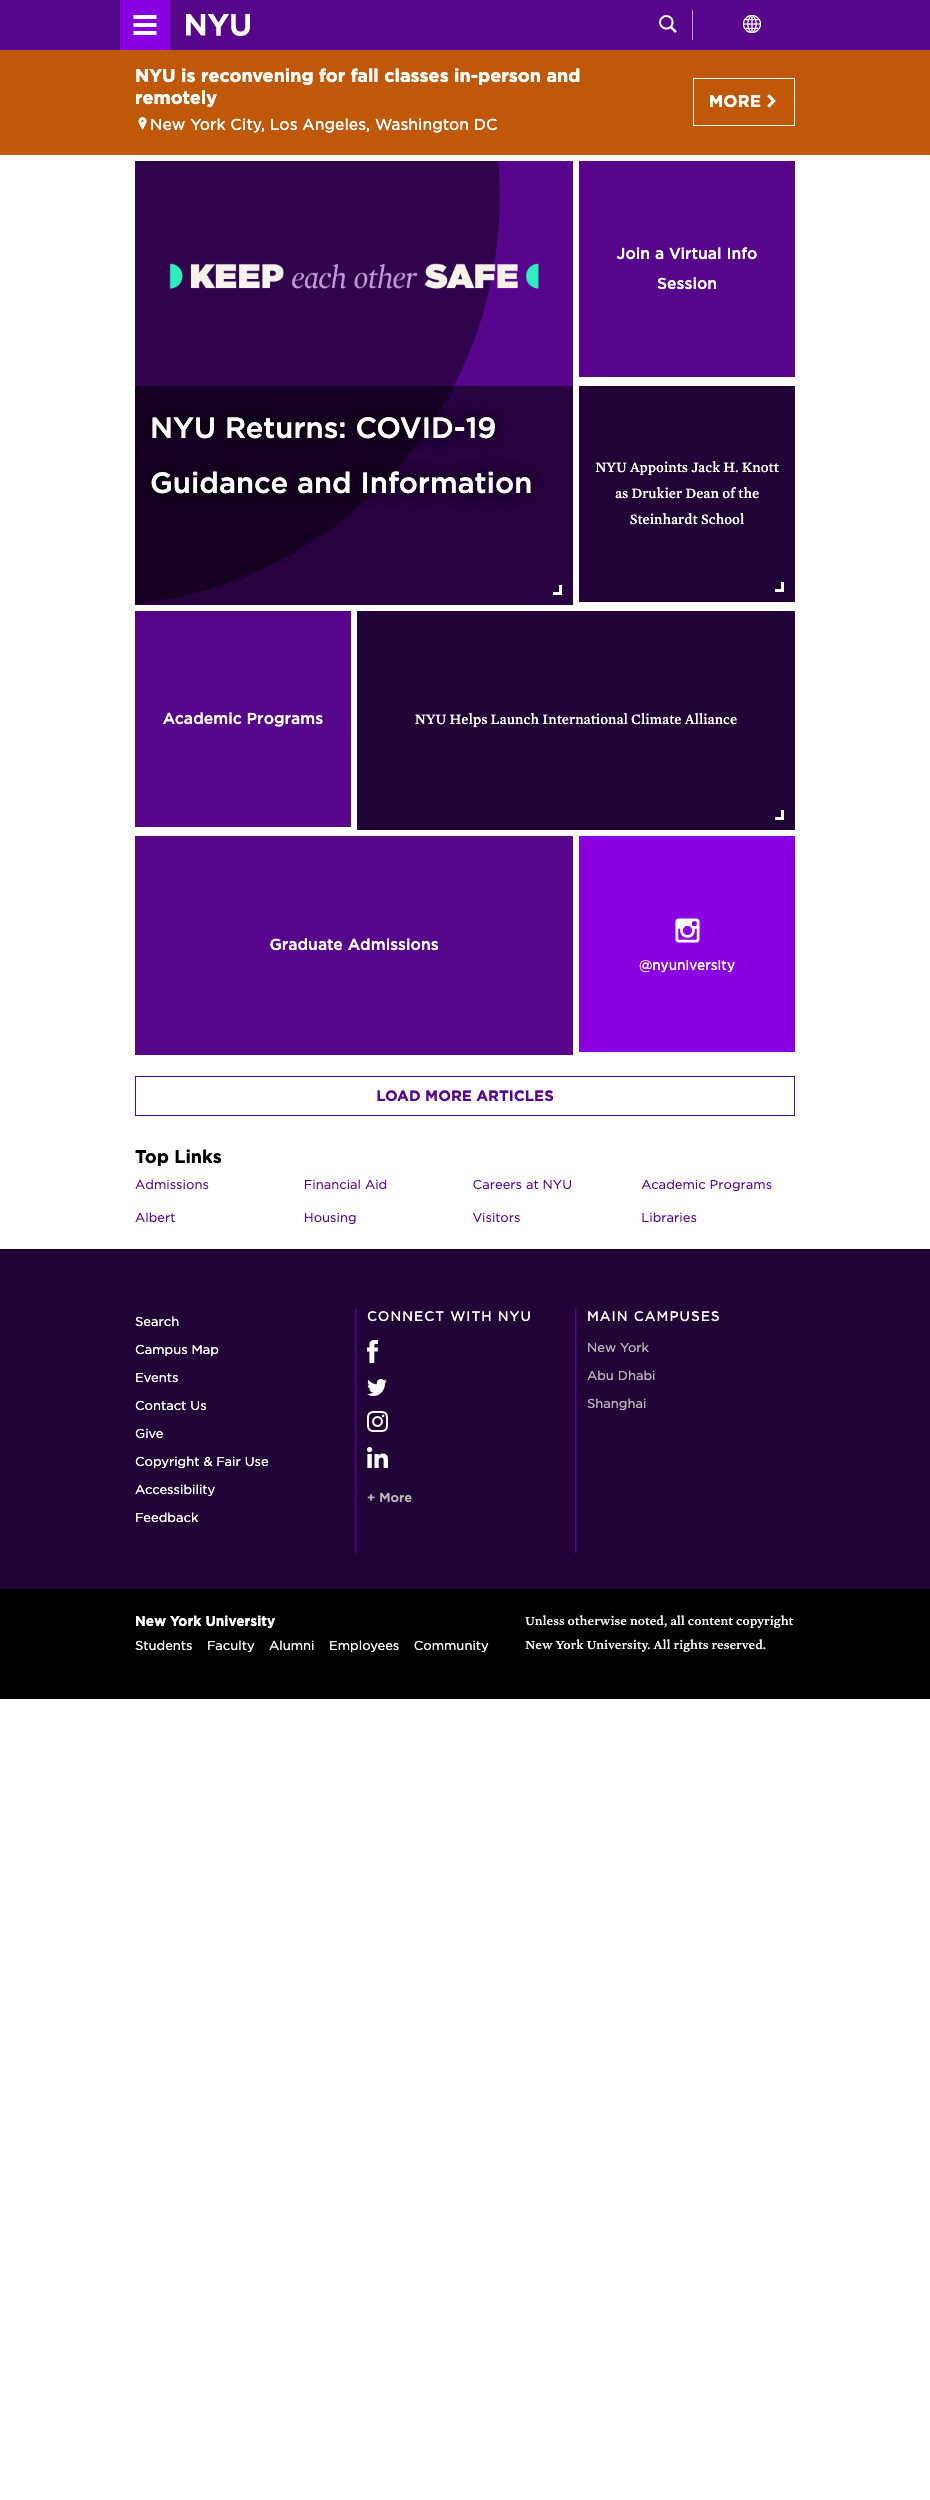 NYU
NYU is reconvening for fall classes in-person and
remotely
New York City, Los Angeles, Washington DC
MORE
KEEP each other SAFE
NYU Returns: COVID-19
Guidance and Information
Join a Virtual Info
Session
NYU Appoints Jack H. Knott
as Drukier Dean of the
Steinhardt School
Academic Programs
NYU Helps Launch International Climate Alliance
Graduate Admissions
@nyuniversity
LOAD MORE ARTICLES
Top Links
Admissions Financial Aid Careers at NYU Academic Programs
Albert Housing Visitors Libraries
Search
Campus Map
Events
Contact Us
Give
Copyright & Fair Use
Accessibility
Feedback
CONNECT WITH NYU
+ More
MAIN CAMPUSES
New York
Abu Dhabi
Shanghai
New York University
Students Faculty Alumni Employees Community
Unless otherwise noted, all content copyright
New York University. All rights reserved.